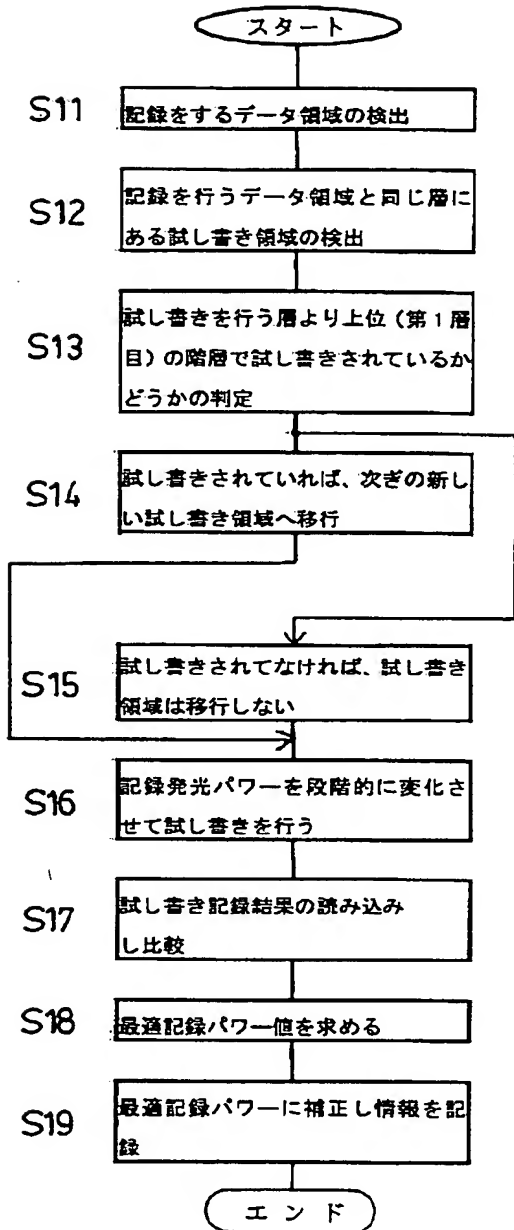 スタート
S11
記録をするデータ領域の検出
S12
記録を行うデータ領域と同じ層に
ある試し書き領域の検出
S13
試し書きを行う層より上位(第1層
目)の階層で試し書きされているか
どうかの判定
S14
試し書きされていれば、次ぎの新し
い試し書き領域へ移行
S15
試し書きされてなければ、試し書き
領域は移行しない
S16
記録発光パワーを段階的に変化さ
せて試し書きを行う
S17
試し書き記録結果の読み込み
し比較
S18
最適記録パワー値を求める
S19
最適記録パワーに補正し情報を記
録
エンド